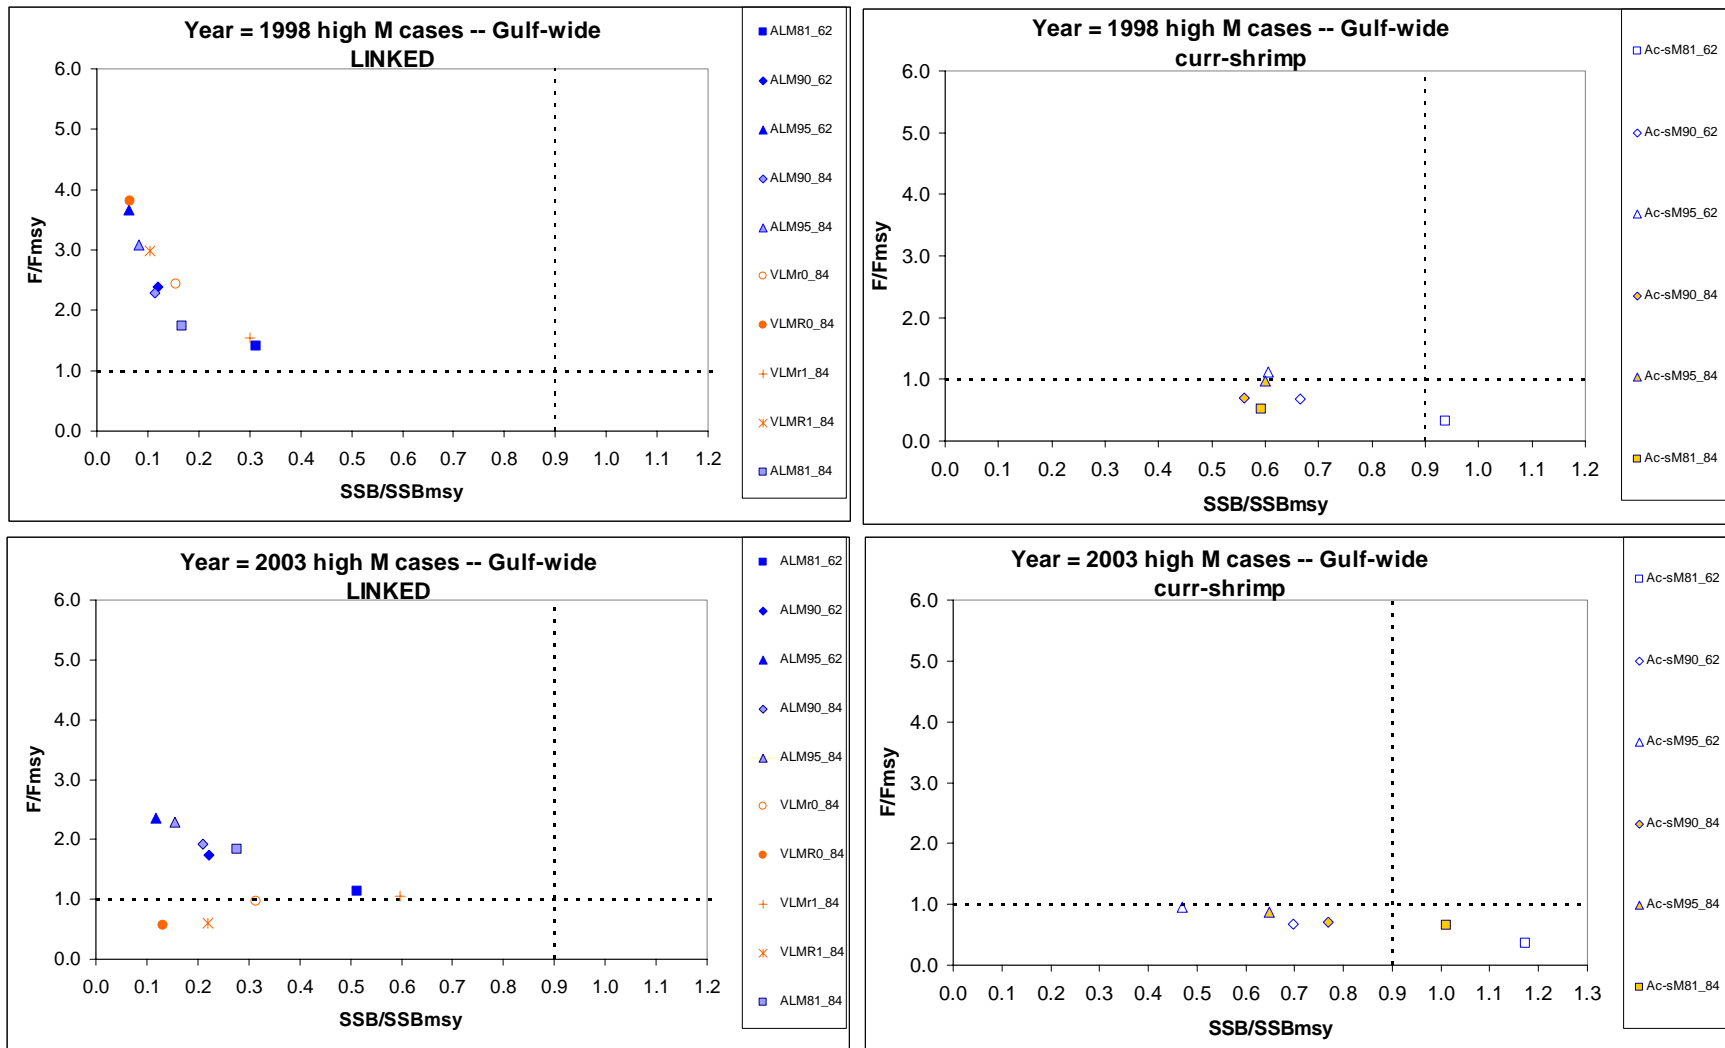 Year = 1998 high M cases -- Gulf-wide
LINKED
6.0
5.0
4.0
3.0
2.0
1.0
0.0
F/Fmsy
0.0 0.1 0.2 0.3 0.4 0.5 0.6 0.7 0.8 0.9 1.0 1.1 1.2
SSB/SSBmsy
ALM81_62
ALM90_62
ALM95_62
ALM90_84
ALM95_84
VLMr0_84
VLMR0_84
VLMr1_84
VLMR1_84
ALM81_84
Year = 1998 high M cases -- Gulf-wide
curr-shrimp
6.0
5.0
4.0
3.0
2.0
1.0
0.0
F/Fmsy
0.0 0.1 0.2 0.3 0.4 0.5 0.6 0.7 0.8 0.9 1.0 1.1 1.2
SSB/SSBmsy
Ac-sM81_62
Ac-sM90_62
Ac-sM95_62
Ac-sM90_84
Ac-sM95_84
Ac-sM81_84
Year = 2003 high M cases -- Gulf-wide
LINKED
6.0
5.0
4.0
3.0
2.0
1.0
0.0
F/Fmsy
0.0 0.1 0.2 0.3 0.4 0.5 0.6 0.7 0.8 0.9 1.0 1.1 1.2
SSB/SSBmsy
ALM81_62
ALM90_62
ALM95_62
ALM90_84
ALM95_84
VLMr0_84
VLMR0_84
VLMr1_84
VLMR1_84
ALM81_84
Year = 2003 high M cases -- Gulf-wide
curr-shrimp
6.0
5.0
4.0
3.0
2.0
1.0
0.0
F/Fmsy
0.0 0.1 0.2 0.3 0.4 0.5 0.6 0.7 0.8 0.9 1.0 1.1 1.2 1.3
SSB/SSBmsy
Ac-sM81_62
Ac-sM90_62
Ac-sM95_62
Ac-sM90_84
Ac-sM95_84
Ac-sM81_84